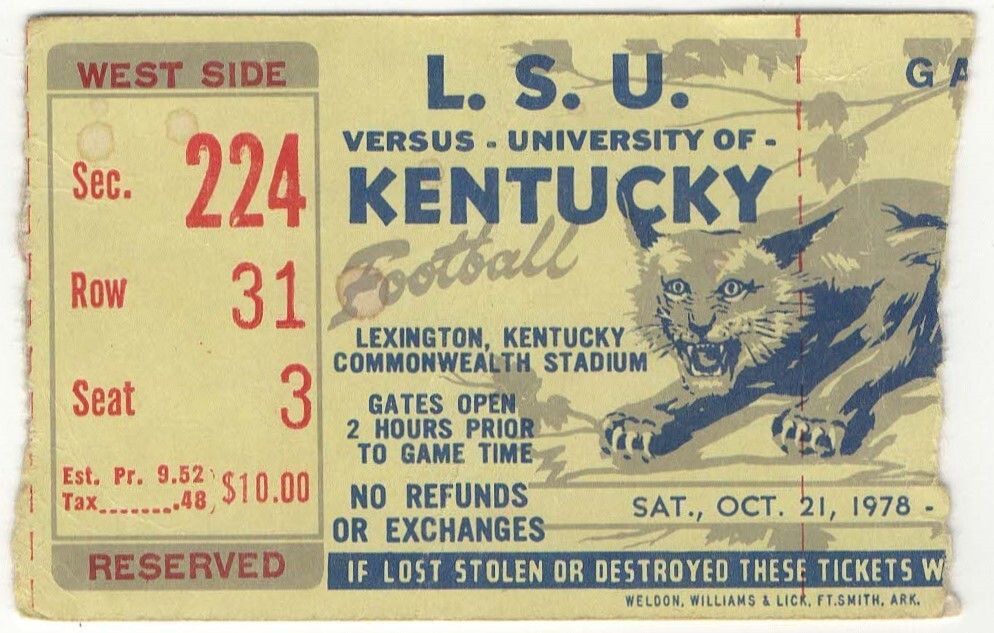 WEST SIDE
Sec. 224
Row 31
Seat 3
Est. Pr. 9.52
Tax........48
$10.00
RESERVED
L. S. U.
VERSUS - UNIVERSITY OF -
KENTUCKY
Football
LEXINGTON, KENTUCKY
COMMONWEALTH STADIUM
GATES OPEN
2 HOURS PRIOR
TO GAME TIME
NO REFUNDS
OR EXCHANGES
GA
SAT., OCT. 21, 1978 -
IF LOST STOLEN OR DESTROYED THESE TICKETS W
WELDON, WILLIAMS & LICK, FT.SMITH, ARK.